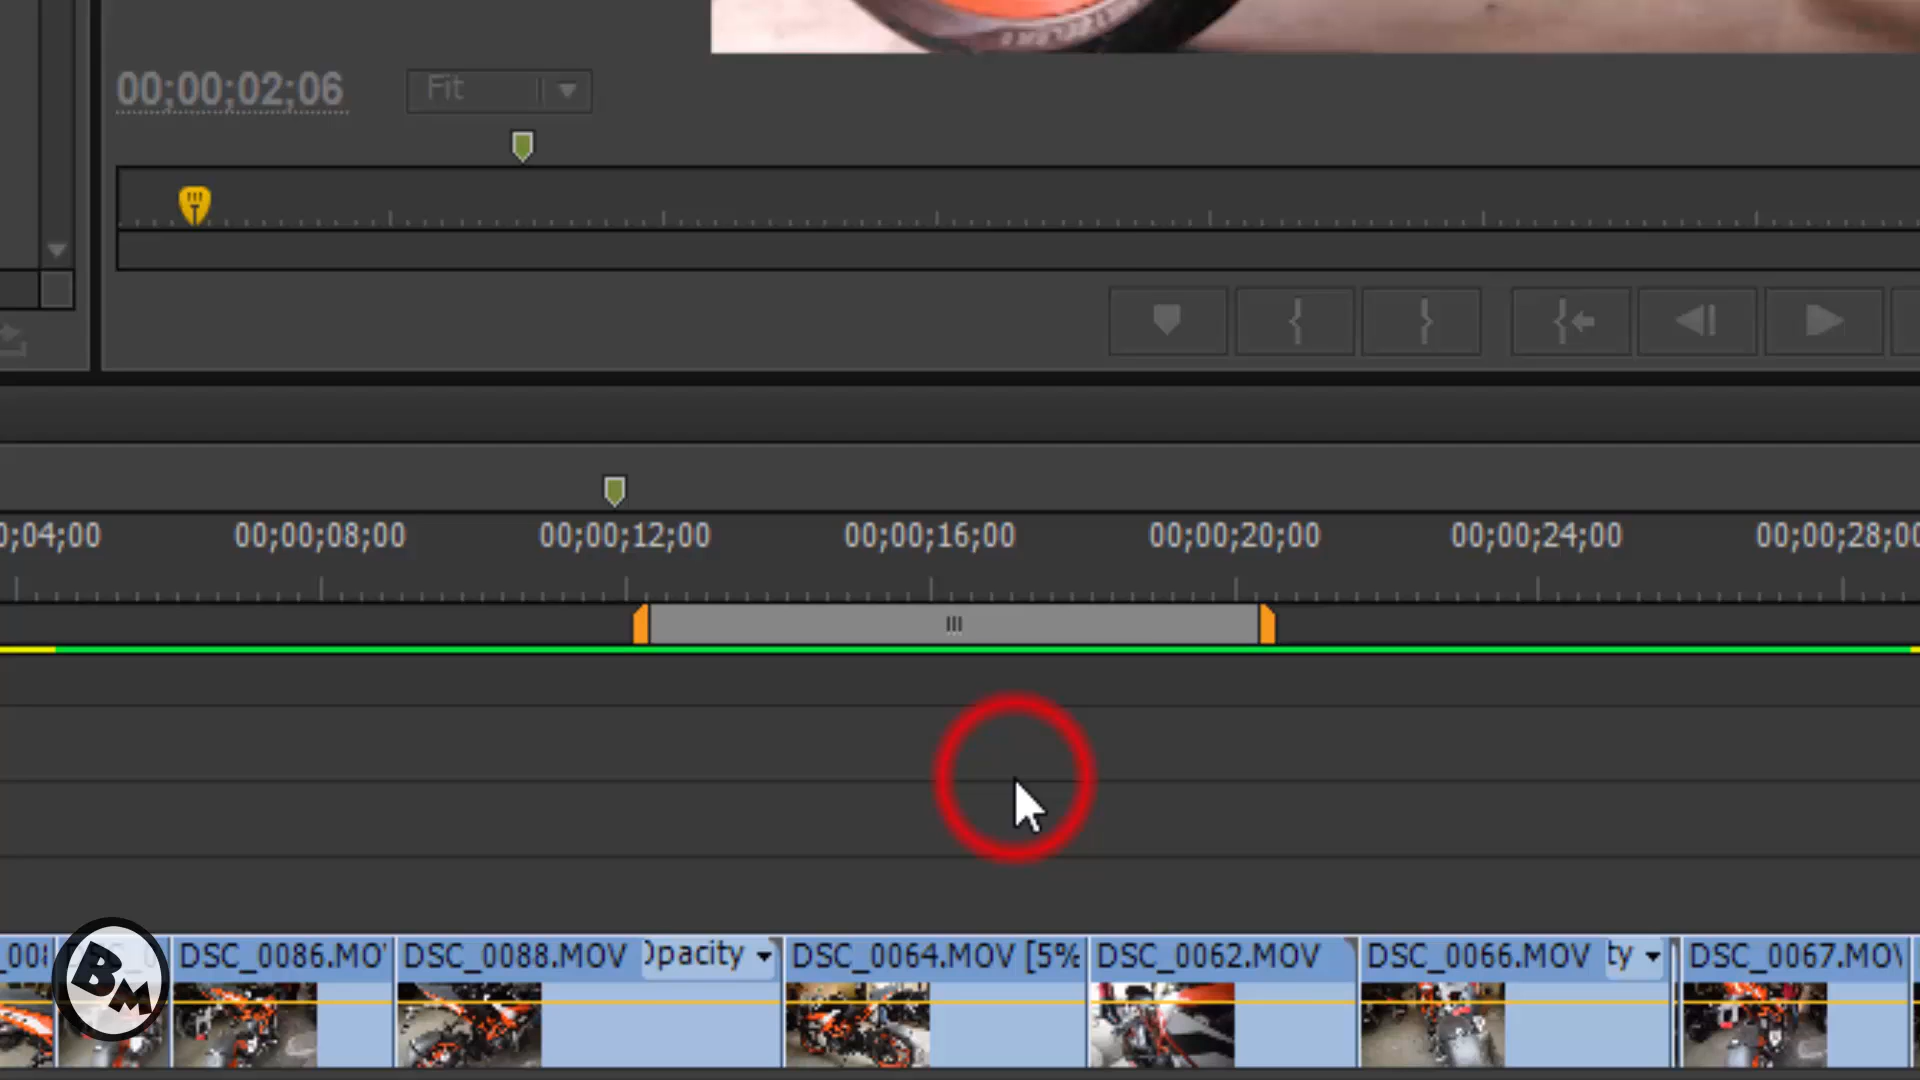 00;00;02;06 Fit
0;04;00 00;00;08;00 00;00;12;00 00;00;16;00 00;00;20;00 00;00;24;00 00;00;28;00
_008 DSC_0086.MO DSC_0088.MOV Opacity DSC_0064.MOV [5% DSC_0062.MOV DSC_0066.MOV ty DSC_0067.MOV
BM